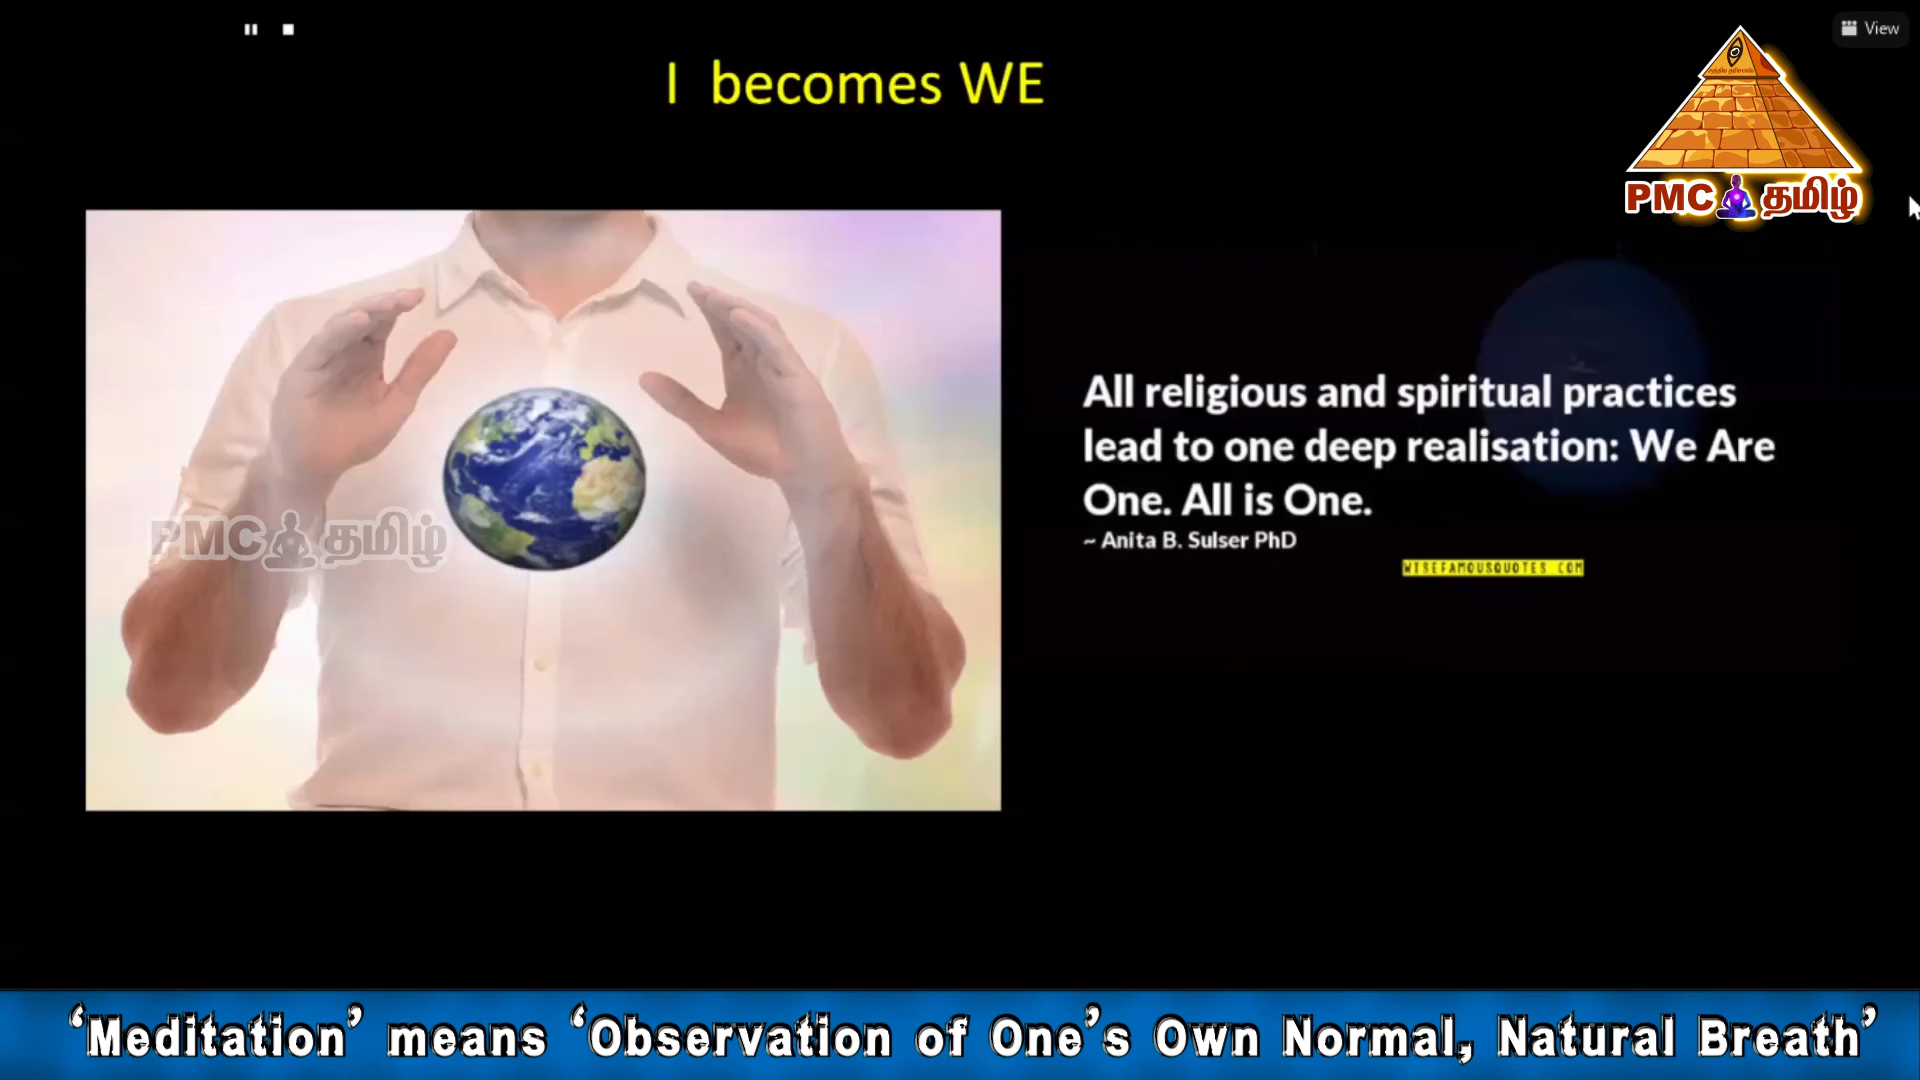 View
I becomes WE
PMC தமிழ்
PMC தமிழ்
All religious and spiritual practices
lead to one deep realisation: We Are
One. All is One.
~ Anita B. Sulser PhD
WISEFAMOUSQUOTES.COM
‘Meditation’ means ‘Observation of One’s Own Normal, Natural Breath’